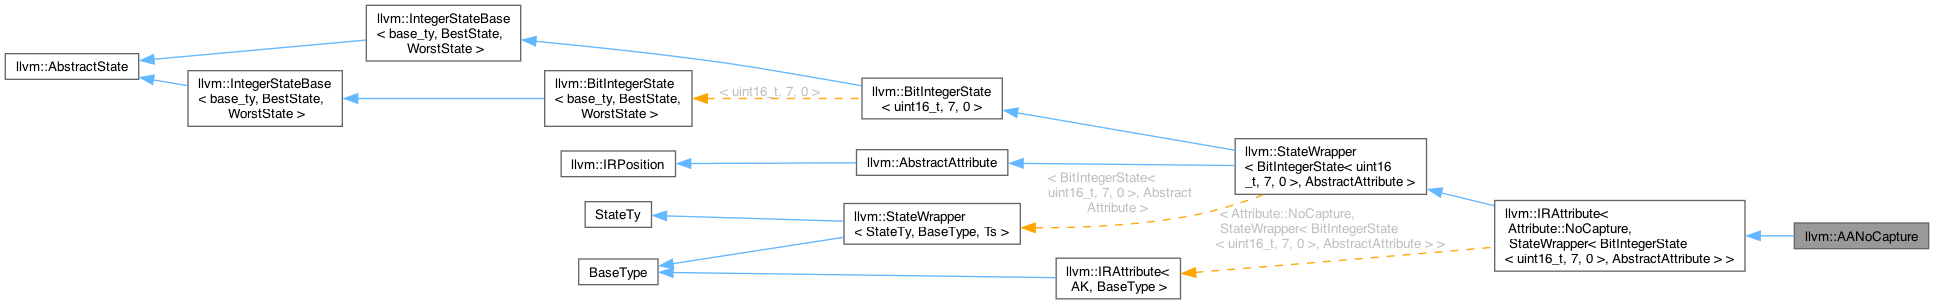 llvm::IntegerStateBase
< base_ty, BestState,
WorstState >
llvm::AbstractState
llvm::IntegerStateBase
< base_ty, BestState,
WorstState >
llvm::BitIntegerState
< base_ty, BestState,
WorstState >
< uint16_t, 7, 0 >
llvm::BitIntegerState
< uint16_t, 7, 0 >
llvm::IRPosition
llvm::AbstractAttribute
llvm::StateWrapper
< BitIntegerState< uint16
_t, 7, 0 >, AbstractAttribute >
< BitIntegerState<
uint16_t, 7, 0 >, Abstract
Attribute >
StateTy
llvm::StateWrapper
< StateTy, BaseType, Ts >
< Attribute::NoCapture,
StateWrapper< BitIntegerState
< uint16_t, 7, 0 >, AbstractAttribute > >
llvm::IRAttribute<
Attribute::NoCapture,
StateWrapper< BitIntegerState
< uint16_t, 7, 0 >, AbstractAttribute > >
llvm::AANoCapture
BaseType
llvm::IRAttribute<
AK, BaseType >